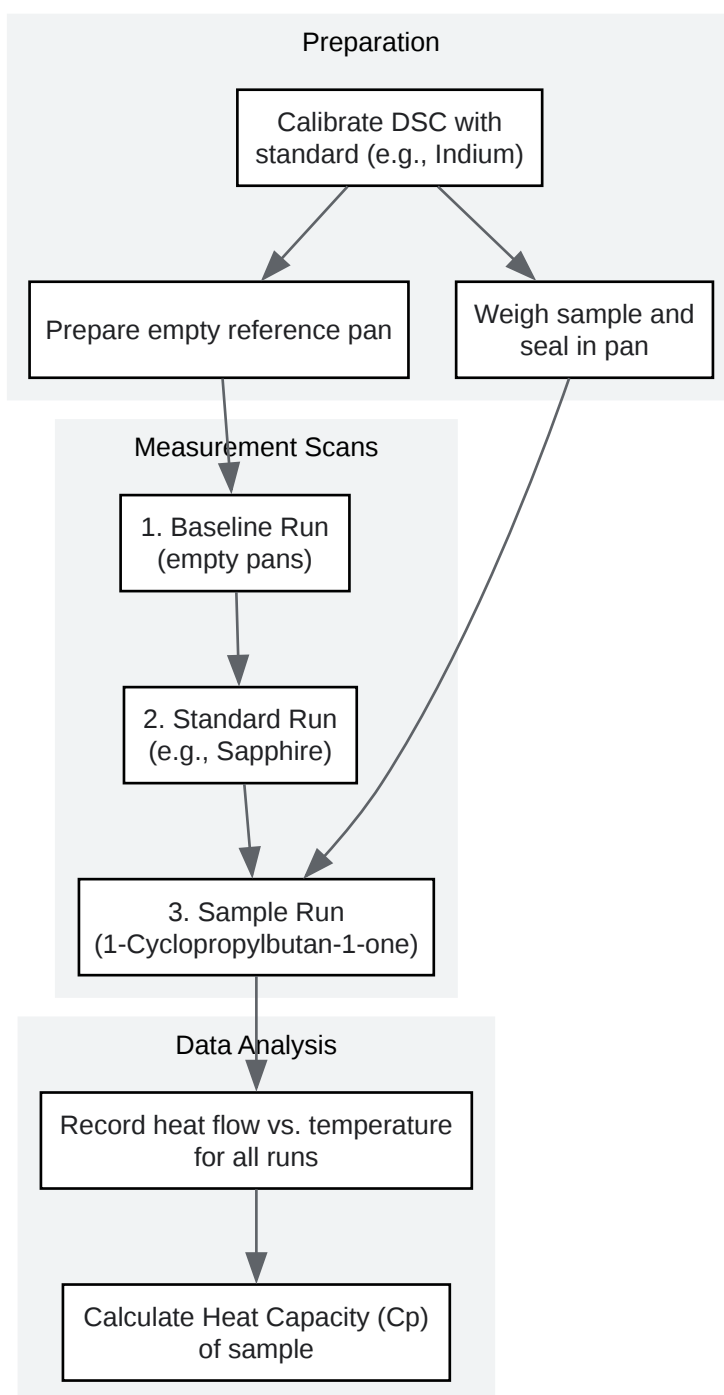 Preparation
Calibrate DSC with
standard (e.g., Indium)
Prepare empty reference pan
Weigh sample and
seal in pan
Measurement Scans
1. Baseline Run
(empty pans)
2. Standard Run
(e.g., Sapphire)
3. Sample Run
(1-Cyclopropylbutan-1-one)
Data Analysis
Record heat flow vs. temperature
for all runs
Calculate Heat Capacity (Cp)
of sample